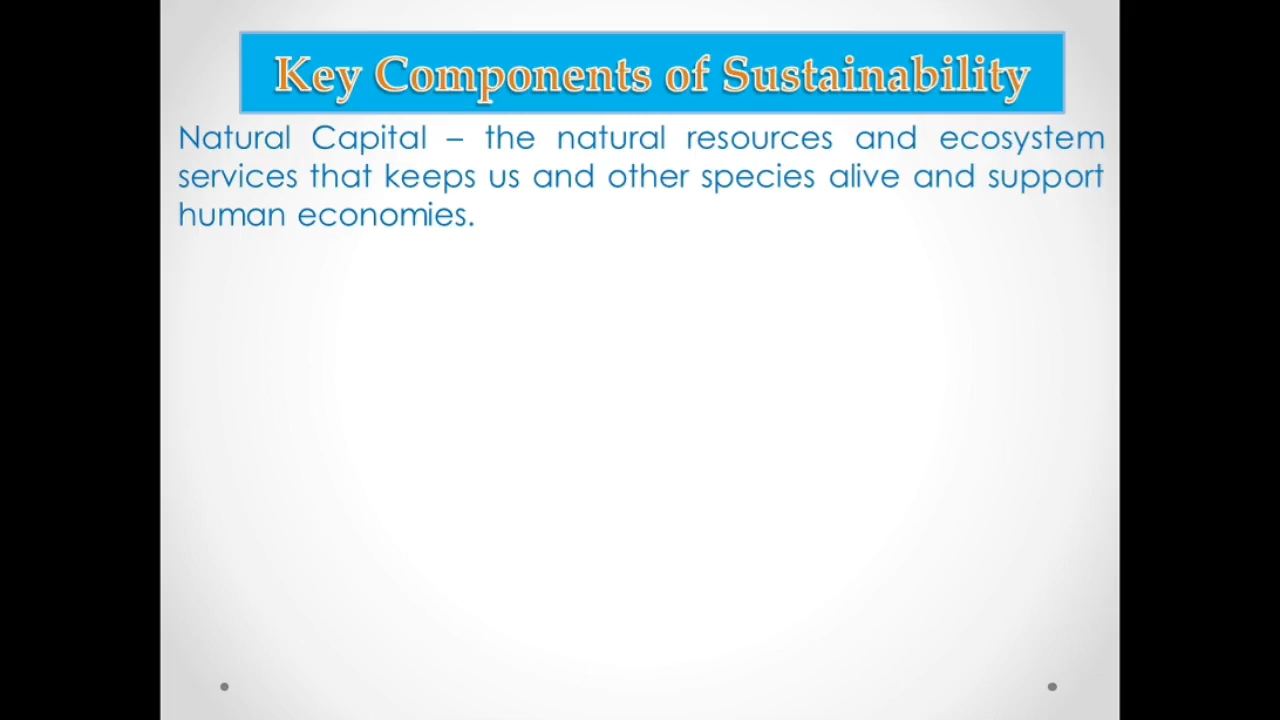 Key Components of Sustainability
Natural Capital – the natural resources and ecosystem
services that keeps us and other species alive and support
human economies.